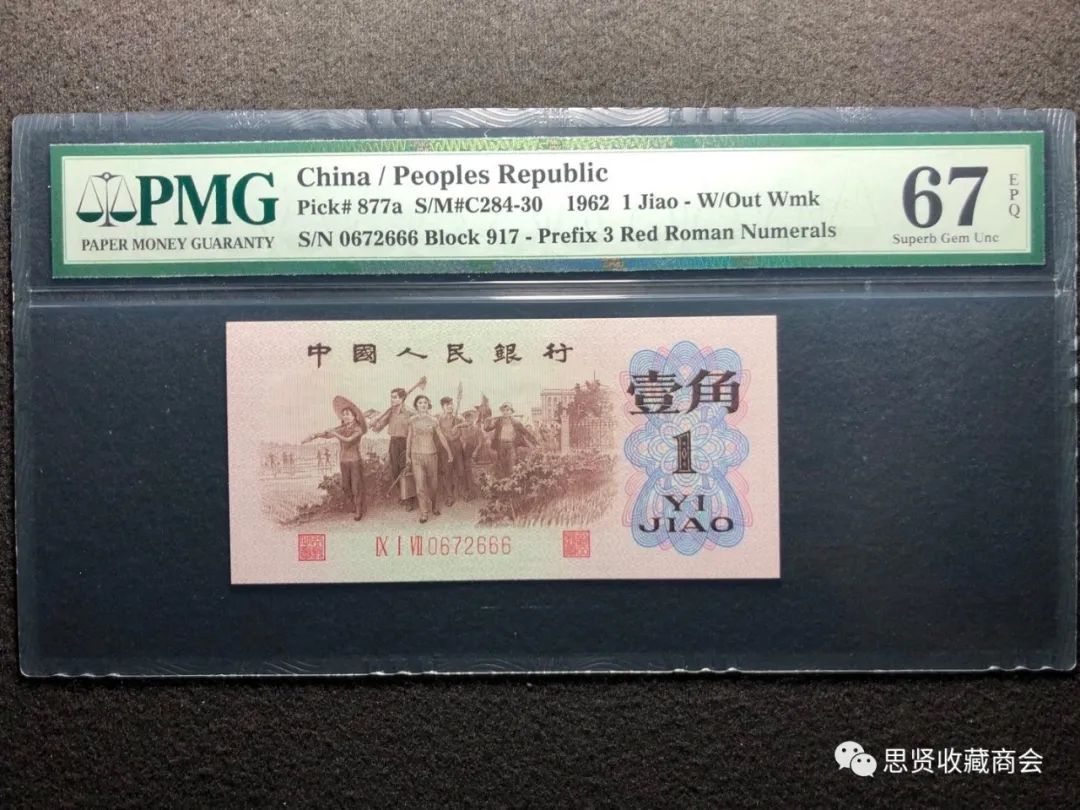 PMG
PAPER MONEY GUARANTY
China / Peoples Republic
Pick# 877a S/M#C284-30 1962 1 Jiao - W/Out Wmk
S/N 0672666 Block 917 - Prefix 3 Red Roman Numerals
67
EPQ
Superb Gem Unc
中國人民銀行
壹角
1
YI
JIAO
IX I VII 0672666
思贤收藏商会